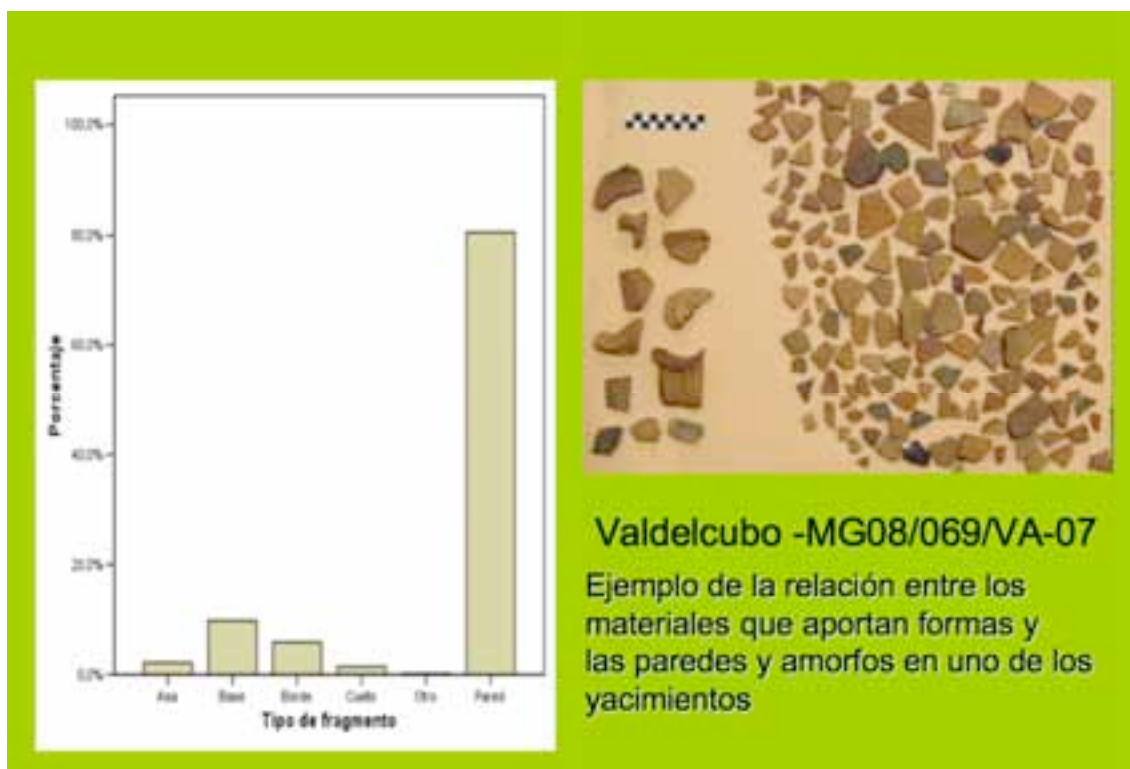 100.0%
80.0%
60.0%
40.0%
20.0%
0.0%
Porcentaje
Asa Base Borde Cuello Otro Pared
Tipo de fragmento
Valdelcubo -MG08/069/VA-07
Ejemplo de la relación entre los
materiales que aportan formas y
las paredes y amorfos en uno de los
yacimientos